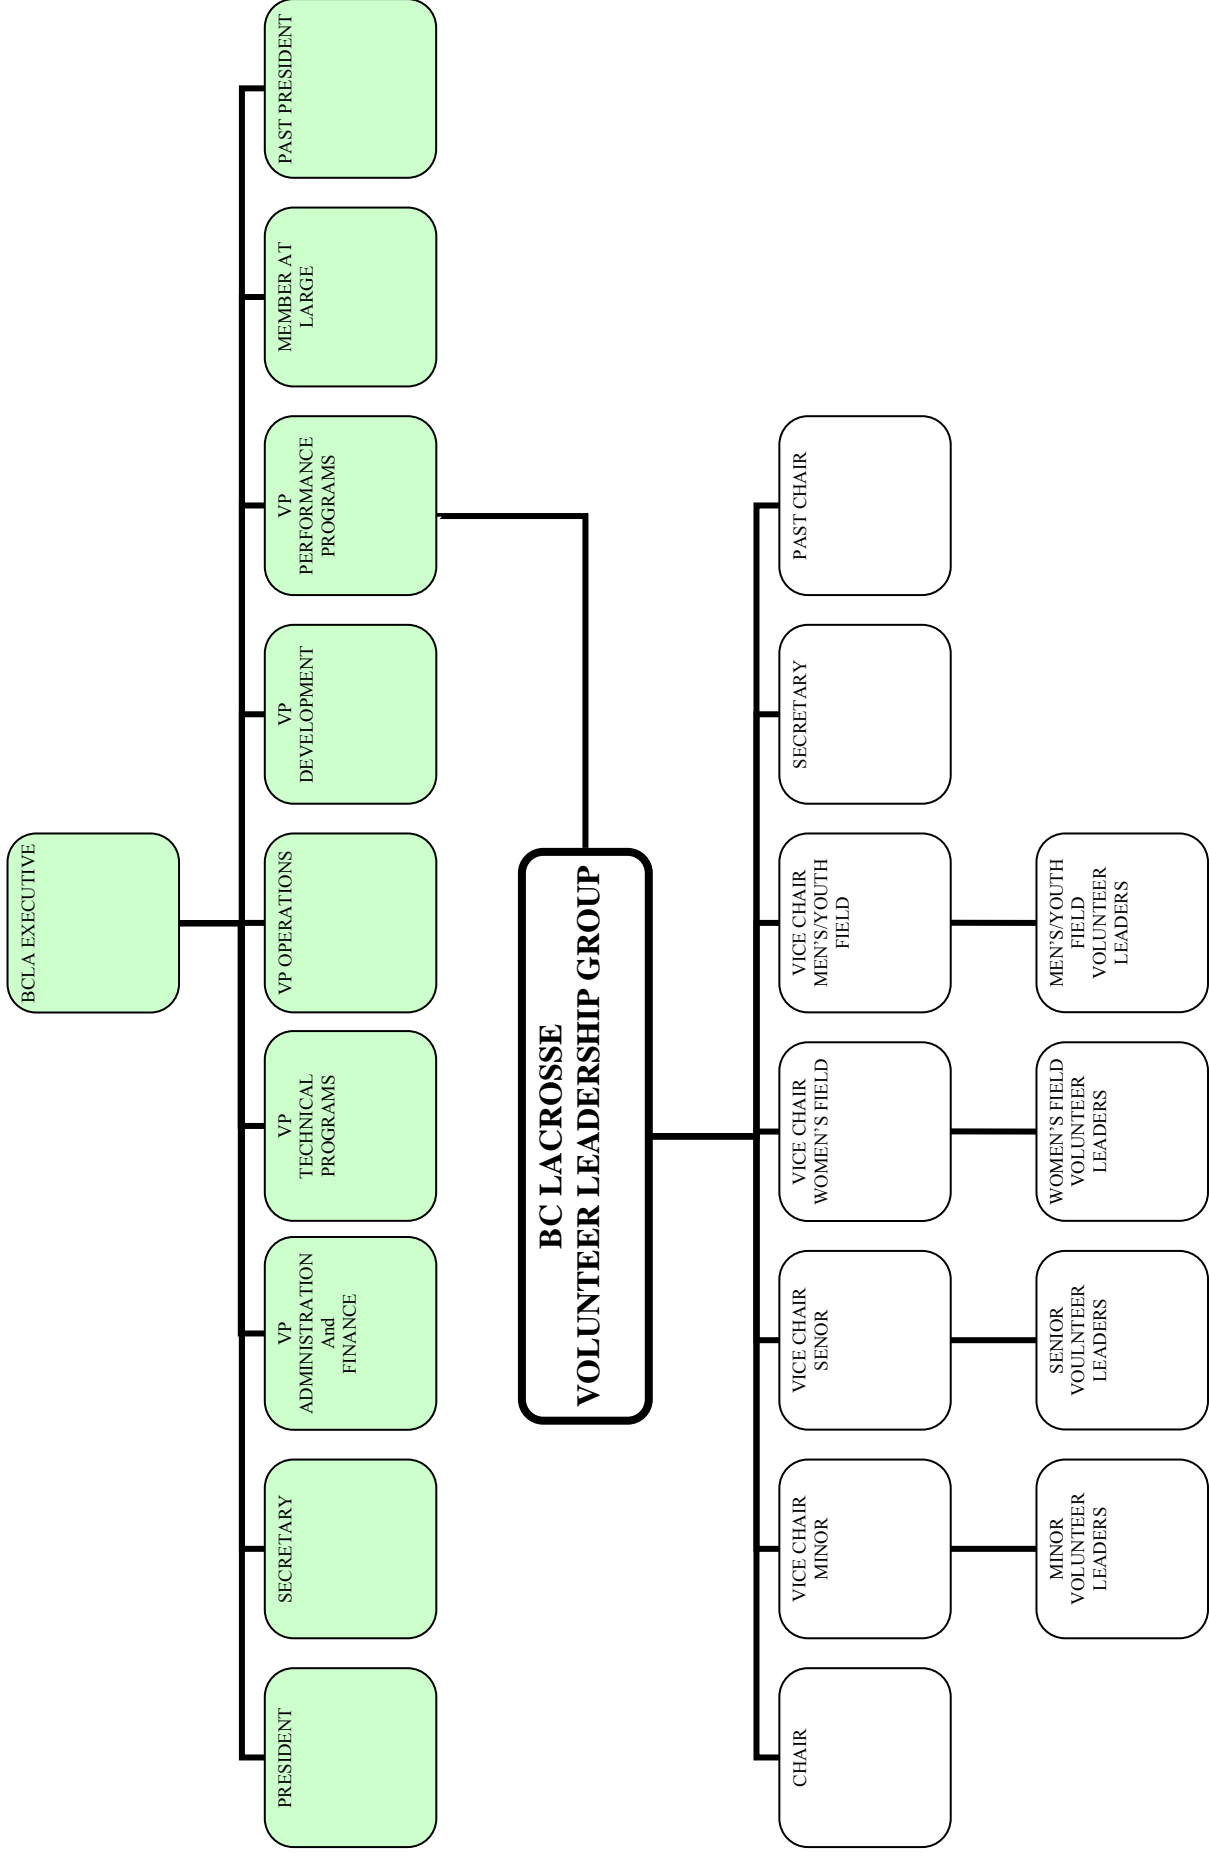 BCLA EXECUTIVE
PRESIDENT
SECRETARY
VP
ADMINISTRATION
And
FINANCE
VP
TECHNICAL
PROGRAMS
VP OPERATIONS
VP
DEVELOPMENT
VP
PERFORMANCE
PROGRAMS
MEMBER AT
LARGE
PAST PRESIDENT
BC LACROSSE
VOLUNTEER LEADERSHIP GROUP
CHAIR
VICE CHAIR
MINOR
VICE CHAIR
SENOR
VICE CHAIR
WOMEN'S FIELD
VICE CHAIR
MEN'S/YOUTH
FIELD
SECRETARY
PAST CHAIR
MINOR
VOLUNTEER
LEADERS
SENIOR
VOULNTEER
LEADERS
WOMEN'S FIELD
VOLUNTEER
LEADERS
MEN'S/YOUTH
FIELD
VOLUNTEER
LEADERS